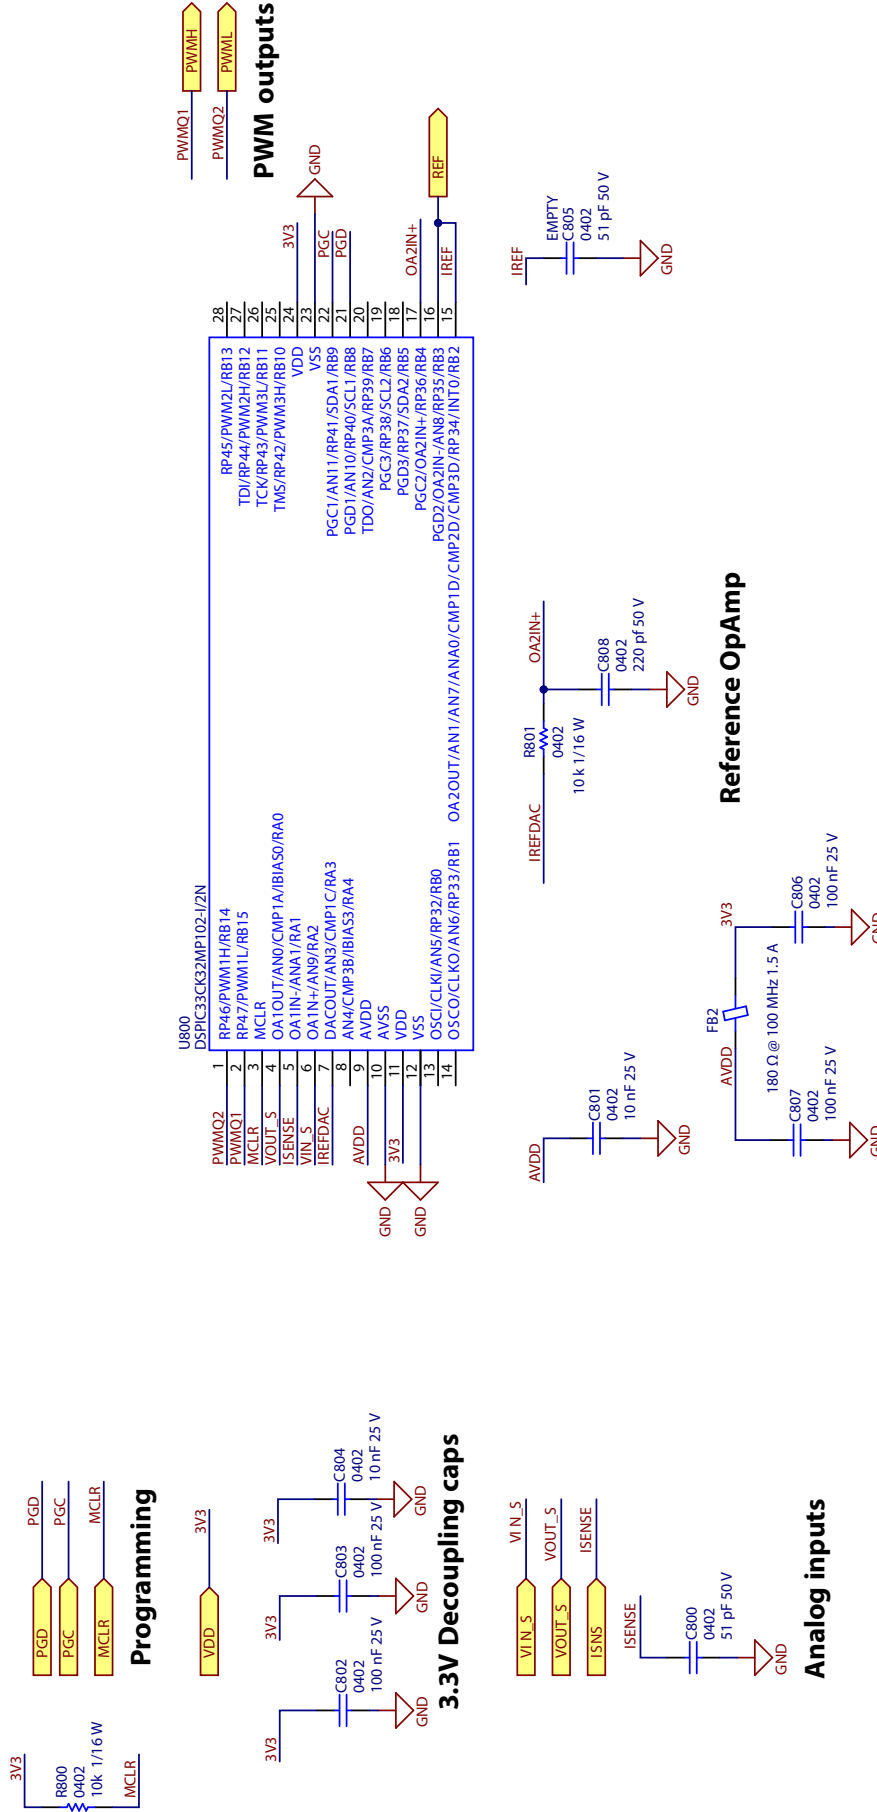 3V3
R800
0402
10k 1/16 W
MCLR
PGD
PGD
PGC
PGC
MCLR
MCLR
Programming
VDD
3V3
3V3
C802
0402
100 nF 25 V
GND
3V3
C803
0402
100 nF 25 V
GND
3V3
C804
0402
10 nF 25 V
GND
3.3V Decoupling caps
VI N_S
VI N_S
VOUT_S
VOUT_S
ISNS
ISENSE
ISENSE
C800
0402
51 pF 50 V
GND
Analog inputs
U800
DSPIC33CK32MP102-I/2N
PWMQ2
1
RP46/PWM1H/RB14
PWMQ1
2
RP47/PWM1L/RB15
MCLR
3
MCLR
VOUT_S
4
OA1OUT/AN0/CMP1A/IBIAS0/RA0
ISENSE
5
OA1IN-/ANA1/RA1
VIN_S
6
OA1N+/AN9/RA2
IREFDAC
7
DACOUT/AN3/CMP1C/RA3
8
AN4/CMP3B/IBIAS3/RA4
AVDD
9
AVDD
GND
10
AVSS
3V3
11
VDD
GND
12
VSS
13
OSCI/CLKI/AN5/RP32/RB0
14
OSCO/CLKO/AN6/RP33/RB1
RP45/PWM2L/RB13
28
TDI/RP44/PWM2H/RB12
27
TCK/RP43/PWM3L/RB11
26
TMS/RP42/PWM3H/RB10
25
VDD
24
3V3
VSS
23
GND
PGC1/AN11/RP41/SDA1/RB9
22
PGC
PGD1/AN10/RP40/SCL1/RB8
21
PGD
TDO/AN2/CMP3A/RP39/RB7
20
PGC3/RP38/SCL2/RB6
19
PGD3/RP37/SDA2/RB5
18
PGC2/OA2IN+/RP36/RB4
17
OA2IN+
PGD2/OA2IN-/AN8/RP35/RB3
16
REF
OA2OUT/AN1/AN7/ANA0/CMP1D/CMP2D/CMP3D/RP34/INT0/RB2
15
IREF
PWMQ1
PWMH
PWMQ2
PWML
PWM outputs
AVDD
C801
0402
10 nF 25 V
GND
AVDD
FB2
180 Ω @ 100 MHz 1.5 A
3V3
C807
0402
100 nF 25 V
GND
C806
0402
100 nF 25 V
GND
IREFDAC
R801
0402
10 k 1/16 W
OA2IN+
C808
0402
220 pf 50 V
GND
Reference OpAmp
IREF
EMPTY
C805
0402
51 pF 50 V
GND